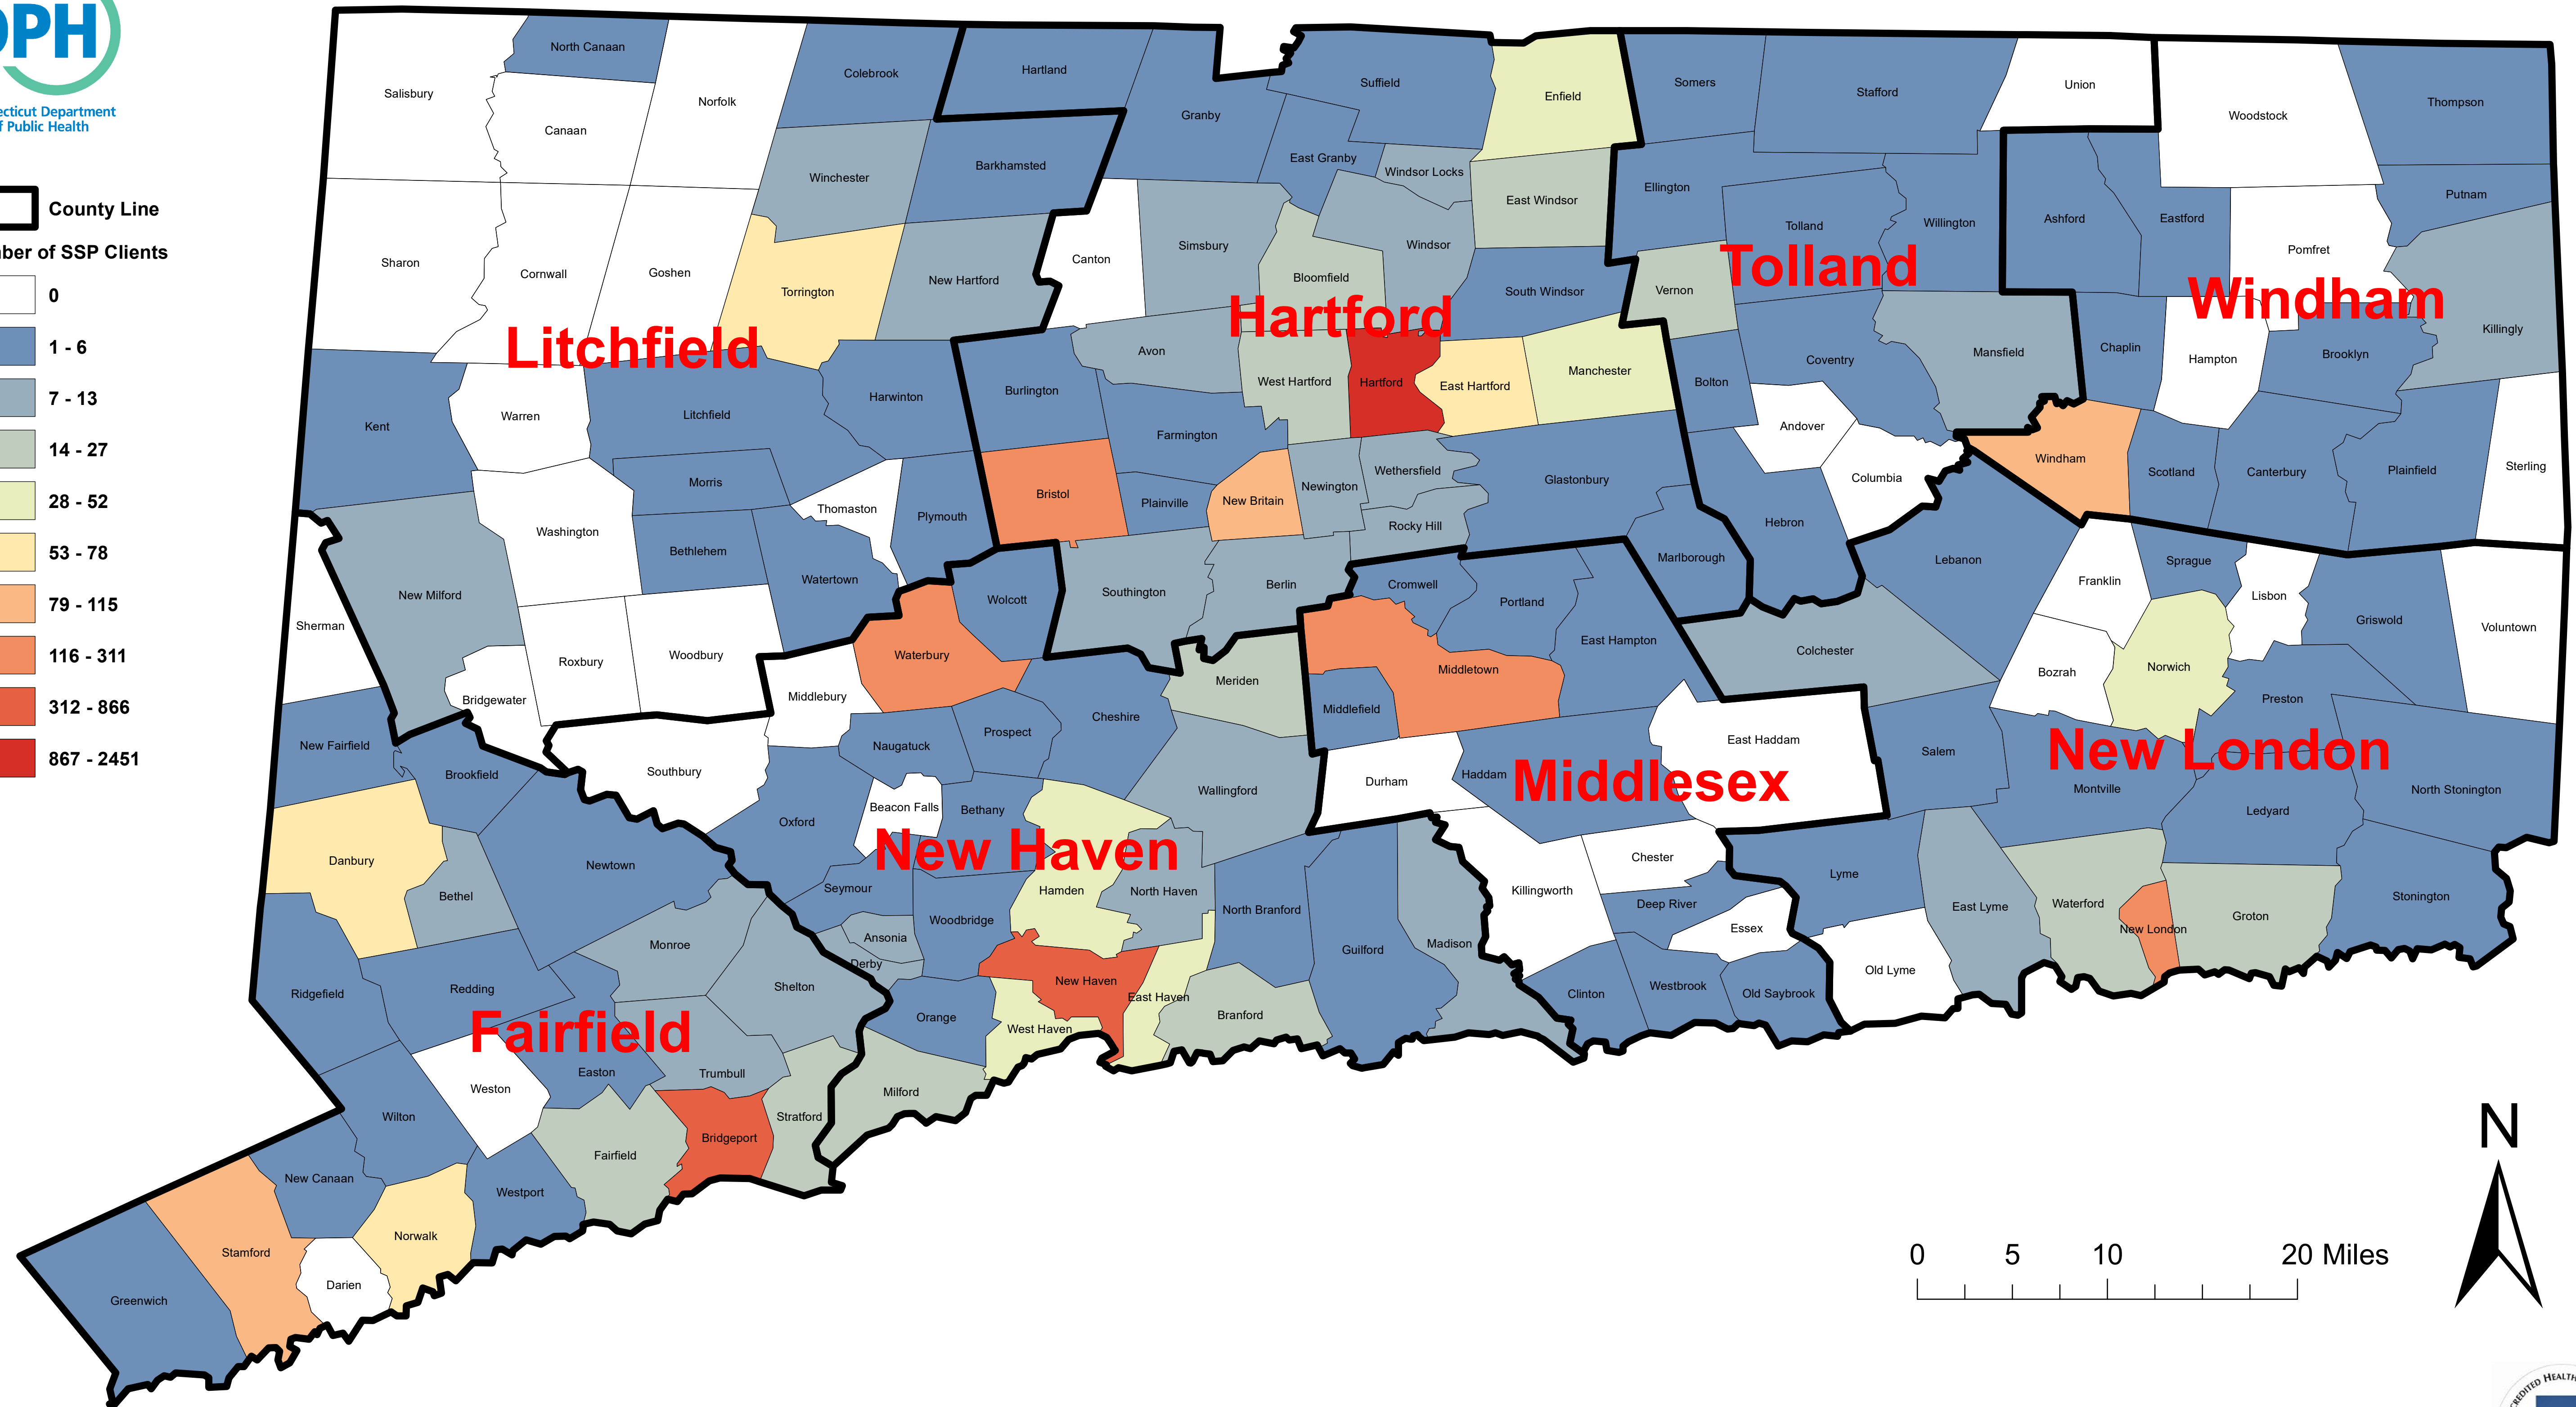 DPH
ecticut Department
f Public Health
County Line
ber of SSP Clients
0
1 - 6
7 - 13
14 - 27
28 - 52
53 - 78
79 - 115
116 - 311
312 - 866
867 - 2451
Litchfield
Salisbury
North Canaan
Canaan
Norfolk
Colebrook
Winchester
Barkhamsted
Sharon
Cornwall
Goshen
Torrington
New Hartford
Kent
Warren
Litchfield
Harwinton
Morris
Washington
Bethlehem
Thomaston
Plymouth
Watertown
New Milford
Roxbury
Woodbury
Bridgewater
Hartford
Hartland
Granby
Suffield
Enfield
East Granby
Windsor Locks
East Windsor
Canton
Simsbury
Bloomfield
Windsor
South Windsor
Avon
West Hartford
Hartford
East Hartford
Manchester
Burlington
Farmington
Bristol
Plainville
New Britain
Newington
Wethersfield
Rocky Hill
Glastonbury
Marlborough
Southington
Berlin
Tolland
Somers
Stafford
Union
Ellington
Tolland
Willington
Vernon
Coventry
Mansfield
Bolton
Andover
Columbia
Hebron
Windham
Woodstock
Thompson
Ashford
Eastford
Putnam
Pomfret
Killingly
Chaplin
Hampton
Brooklyn
Windham
Scotland
Canterbury
Plainfield
Sterling
New London
Lebanon
Franklin
Sprague
Lisbon
Griswold
Voluntown
Colchester
Bozrah
Norwich
Preston
Salem
Montville
Ledyard
North Stonington
Lyme
East Lyme
Waterford
New London
Groton
Stonington
Old Lyme
Middlesex
Cromwell
Portland
East Hampton
Middletown
Middlefield
Durham
Haddam
East Haddam
Killingworth
Chester
Deep River
Essex
Clinton
Westbrook
Old Saybrook
New Haven
Wolcott
Waterbury
Middlebury
Meriden
Cheshire
Prospect
Naugatuck
Southbury
Beacon Falls
Bethany
Wallingford
Oxford
Hamden
North Haven
Seymour
Woodbridge
North Branford
Ansonia
Derby
Guilford
Madison
New Haven
East Haven
Orange
West Haven
Branford
Milford
Fairfield
Sherman
New Fairfield
Brookfield
Danbury
Bethel
Newtown
Monroe
Ridgefield
Redding
Shelton
Weston
Easton
Trumbull
Wilton
Stratford
Bridgeport
Fairfield
New Canaan
Westport
Norwalk
Stamford
Darien
Greenwich
N
0 5 10 20 Miles
REDITED HEALTH